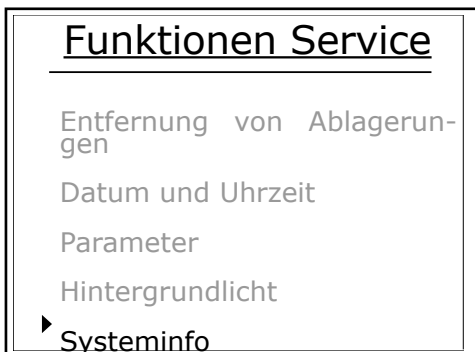 Funktionen Service
Entfernung von Ablagerun-
gen
Datum und Uhrzeit
Parameter
Hintergrundlicht
Systeminfo